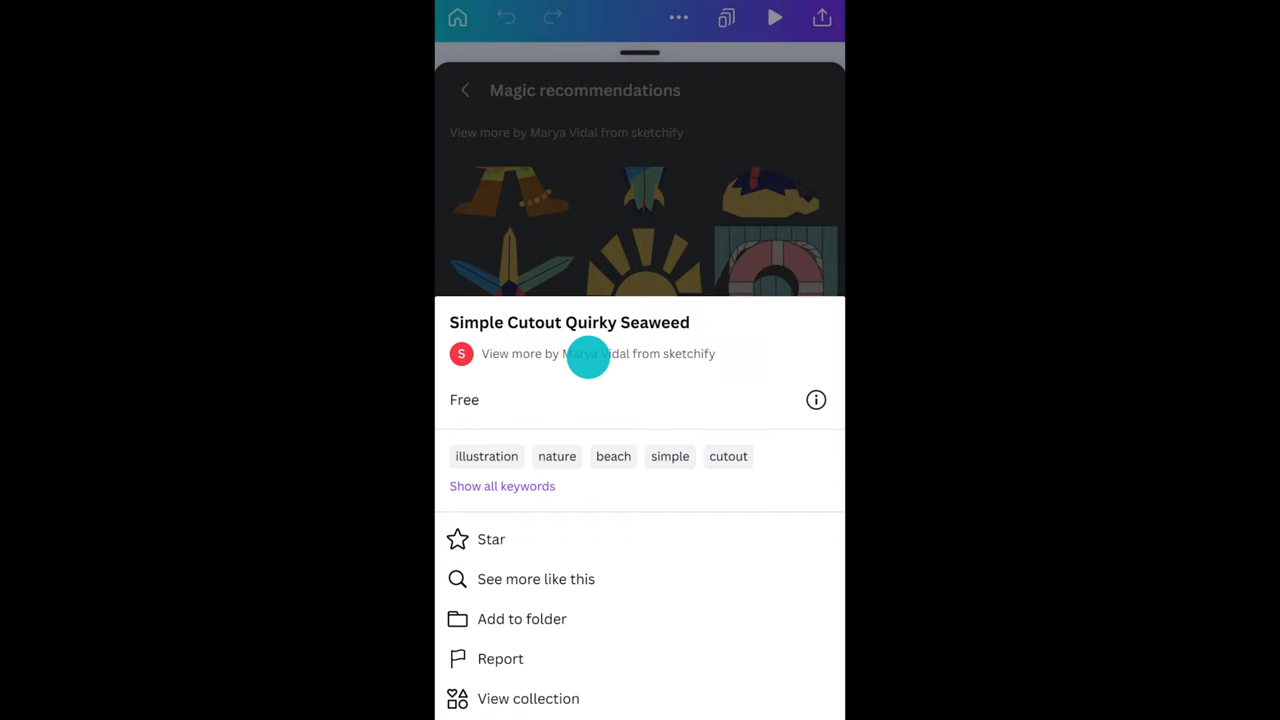 Magic recommendations
View more by Marya Vidal from sketchify
Simple Cutout Quirky Seaweed
S View more by Marya Vidal from sketchify
Free
illustration nature beach simple cutout
Show all keywords
Star
See more like this
Add to folder
Report
View collection